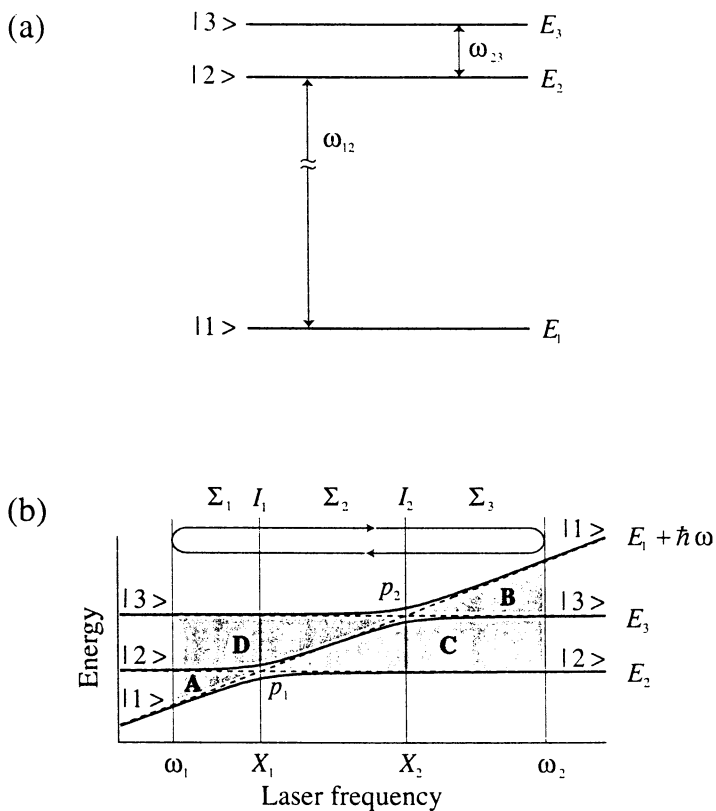 (a)
|3> E₃
ω₂₃
|2> E₂
ω₁₂
|1> E₁
(b)
Σ₁ I₁ Σ₂ I₂ Σ₃
|1> E₁ + ħω
p₂
|3> B |3> E₃
D
|2> C |2> E₂
A
|1> p₁
Energy
ω₁ X₁ X₂ ω₂
Laser frequency